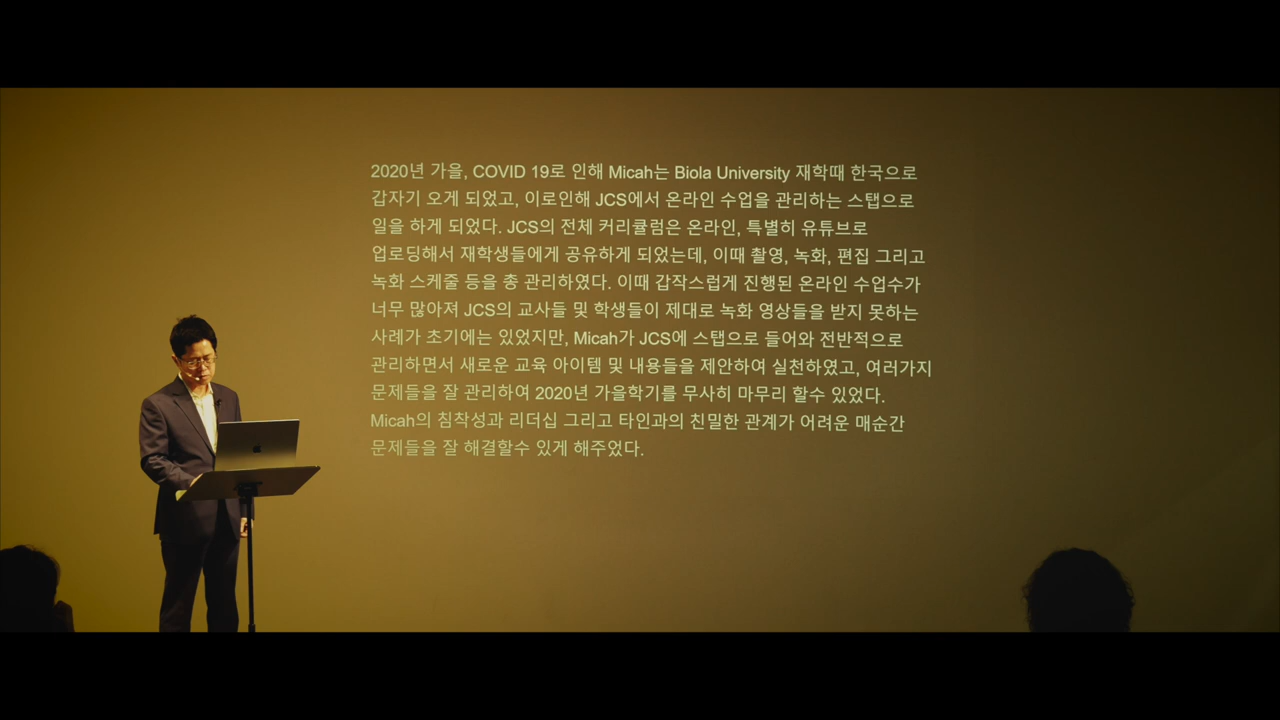 2020년 가을, COVID 19로 인해 Micah는 Biola University 재학때 한국으로
갑자기 오게 되었고, 이로인해 JCS에서 온라인 수업을 관리하는 스탭으로
일을 하게 되었다. JCS의 전체 커리큘럼은 온라인, 특별히 유튜브로
업로딩해서 재학생들에게 공유하게 되었는데, 이때 촬영, 녹화, 편집 그리고
녹화 스케줄 등을 총 관리하였다. 이때 갑작스럽게 진행된 온라인 수업수가
너무 많아져 JCS의 교사들 및 학생들이 제대로 녹화 영상들을 받지 못하는
사례가 초기에는 있었지만, Micah가 JCS에 스탭으로 들어와 전반적으로
관리하면서 새로운 교육 아이템 및 내용들을 제안하여 실천하였고, 여러가지
문제들을 잘 관리하여 2020년 가을학기를 무사히 마무리 할수 있었다.
Micah의 침착성과 리더십 그리고 타인과의 친밀한 관계가 어려운 매순간
문제들을 잘 해결할수 있게 해주었다.